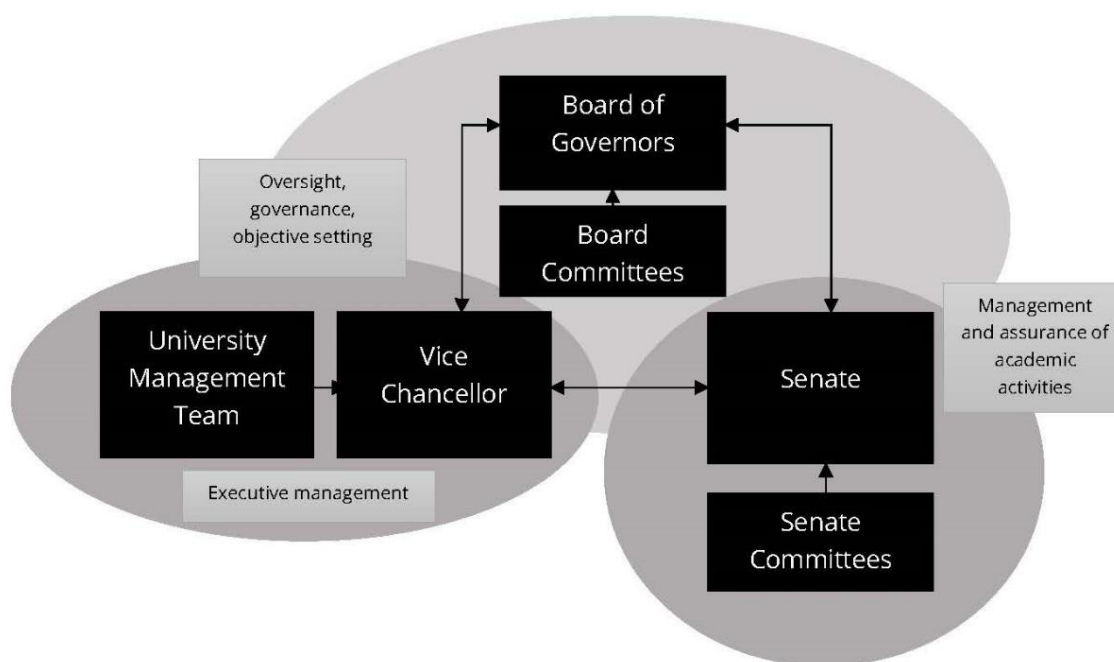 Board of
Governors
Oversight,
governance,
objective setting
Board
Committees
University
Management
Team
Vice
Chancellor
Senate
Management
and assurance of
academic
activities
Executive management
Senate
Committees